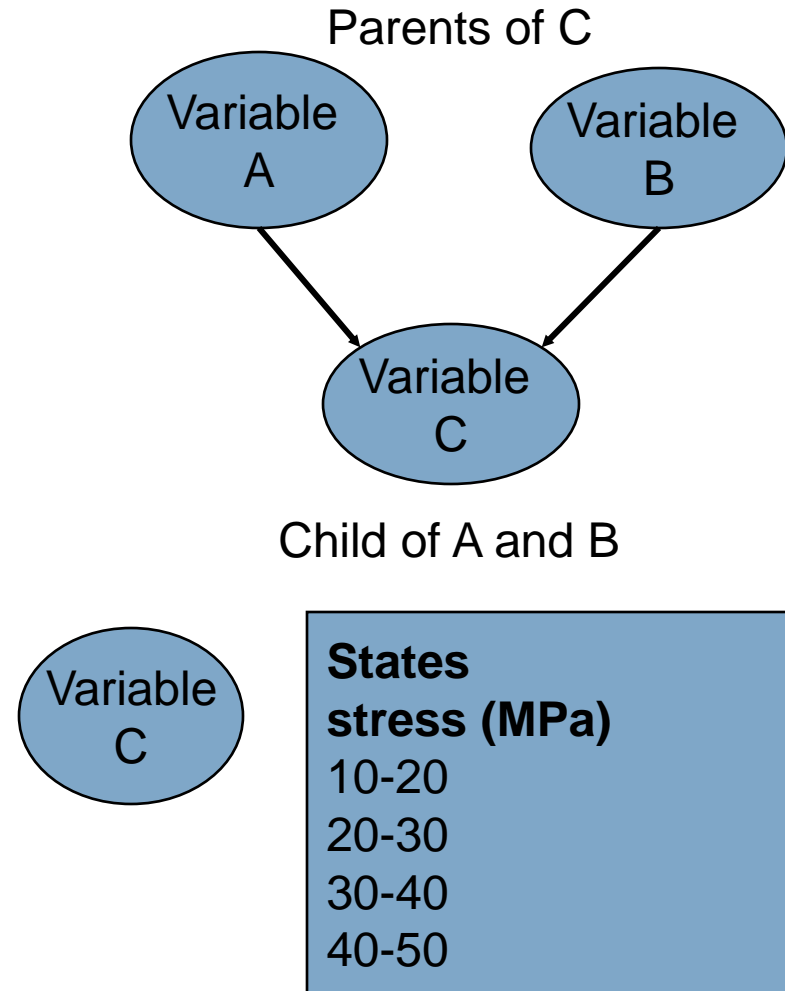 Parents of C
Variable
A
Variable
B
Variable
C
Child of A and B
Variable
C
States
stress (MPa)
10-20
20-30
30-40
40-50